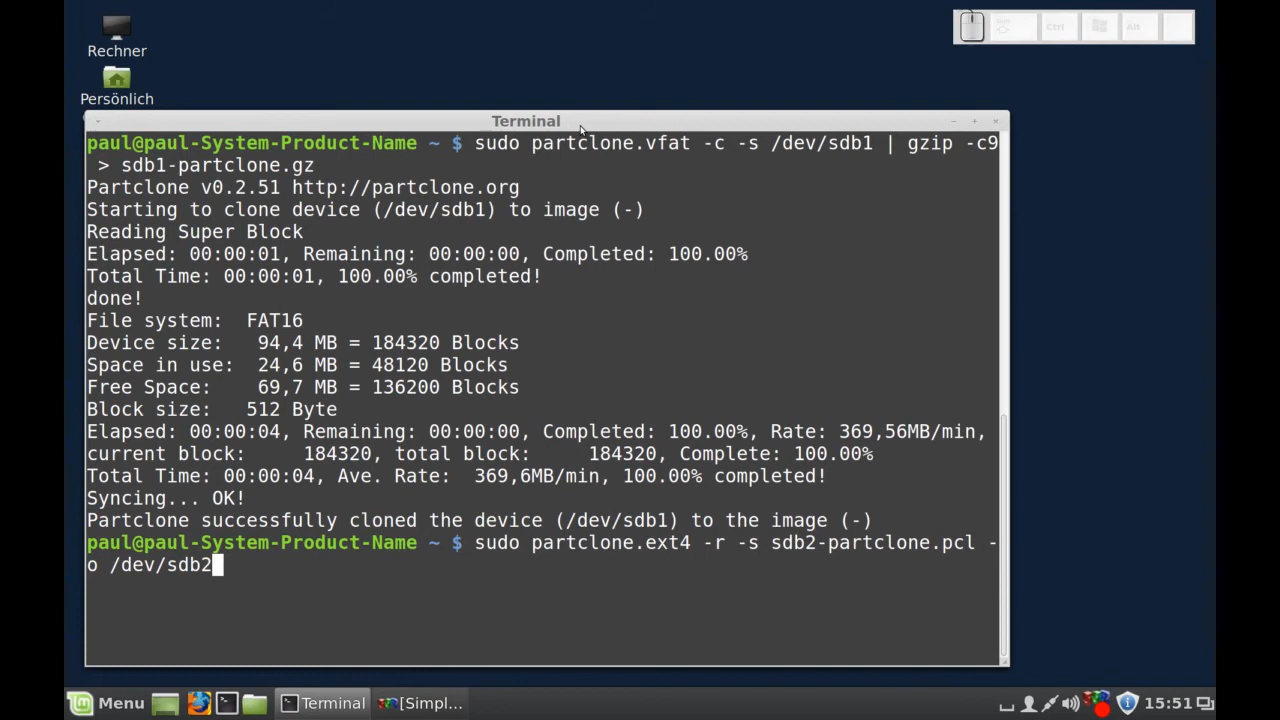 Rechner
Persönlich
Ctrl
Alt
Terminal
paul@paul-System-Product-Name ~ $ sudo partclone.vfat -c -s /dev/sdb1 | gzip -c9
 > sdb1-partclone.gz
Partclone v0.2.51 http://partclone.org
Starting to clone device (/dev/sdb1) to image (-)
Reading Super Block
Elapsed: 00:00:01, Remaining: 00:00:00, Completed: 100.00%
Total Time: 00:00:01, 100.00% completed!
done!
File system:  FAT16
Device size:   94,4 MB = 184320 Blocks
Space in use:  24,6 MB = 48120 Blocks
Free Space:    69,7 MB = 136200 Blocks
Block size:   512 Byte
Elapsed: 00:00:04, Remaining: 00:00:00, Completed: 100.00%, Rate: 369,56MB/min,
current block:     184320, total block:     184320, Complete: 100.00%
Total Time: 00:00:04, Ave. Rate:  369,6MB/min, 100.00% completed!
Syncing... OK!
Partclone successfully cloned the device (/dev/sdb1) to the image (-)
paul@paul-System-Product-Name ~ $ sudo partclone.ext4 -r -s sdb2-partclone.pcl -
o /dev/sdb2
Menu
Terminal
[Simpl...
15:51